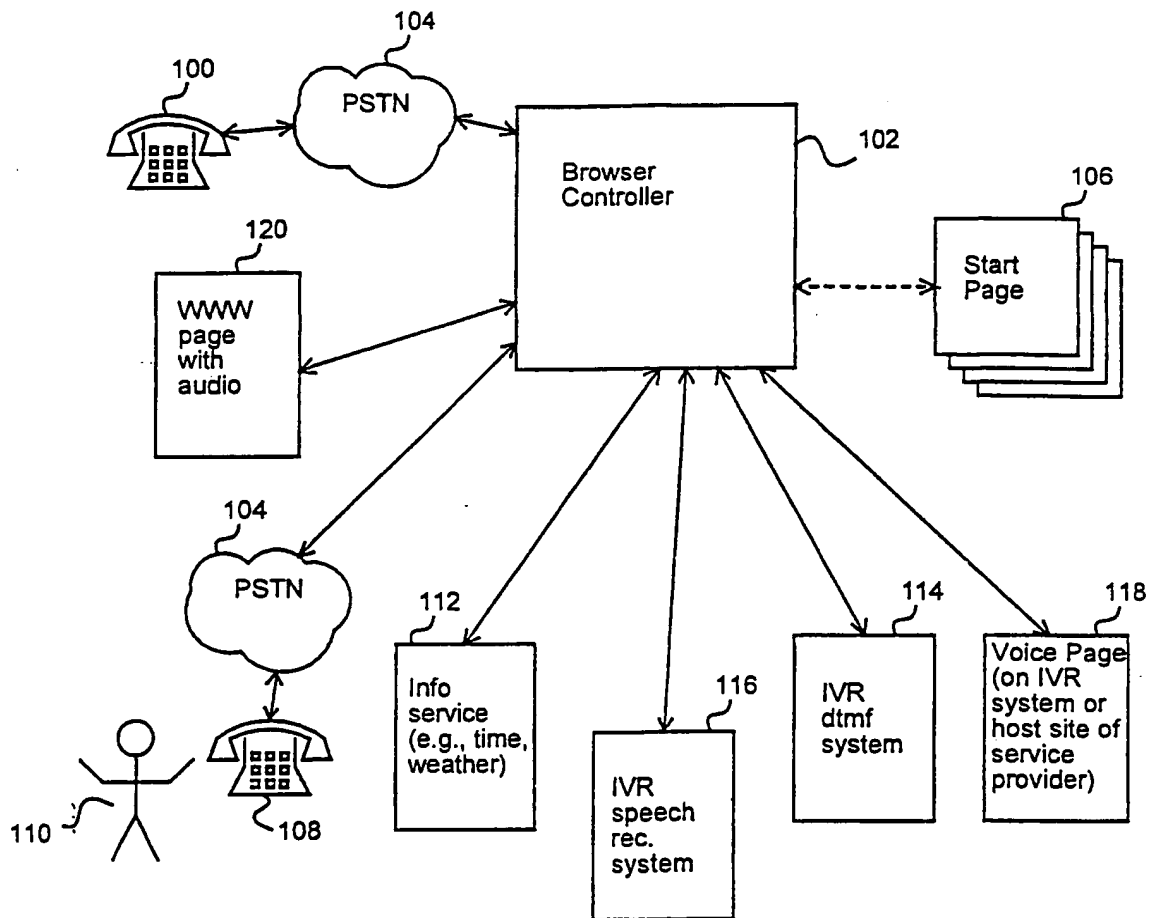 104
100
PSTN
102
Browser
Controller
106
Start
Page
120
WWW
page
with
audio
104
PSTN
112
Info
service
(e.g., time,
weather)
116
IVR
speech
rec.
system
114
IVR
dtmf
system
118
Voice Page
(on IVR
system or
host site of
service
provider)
110
108